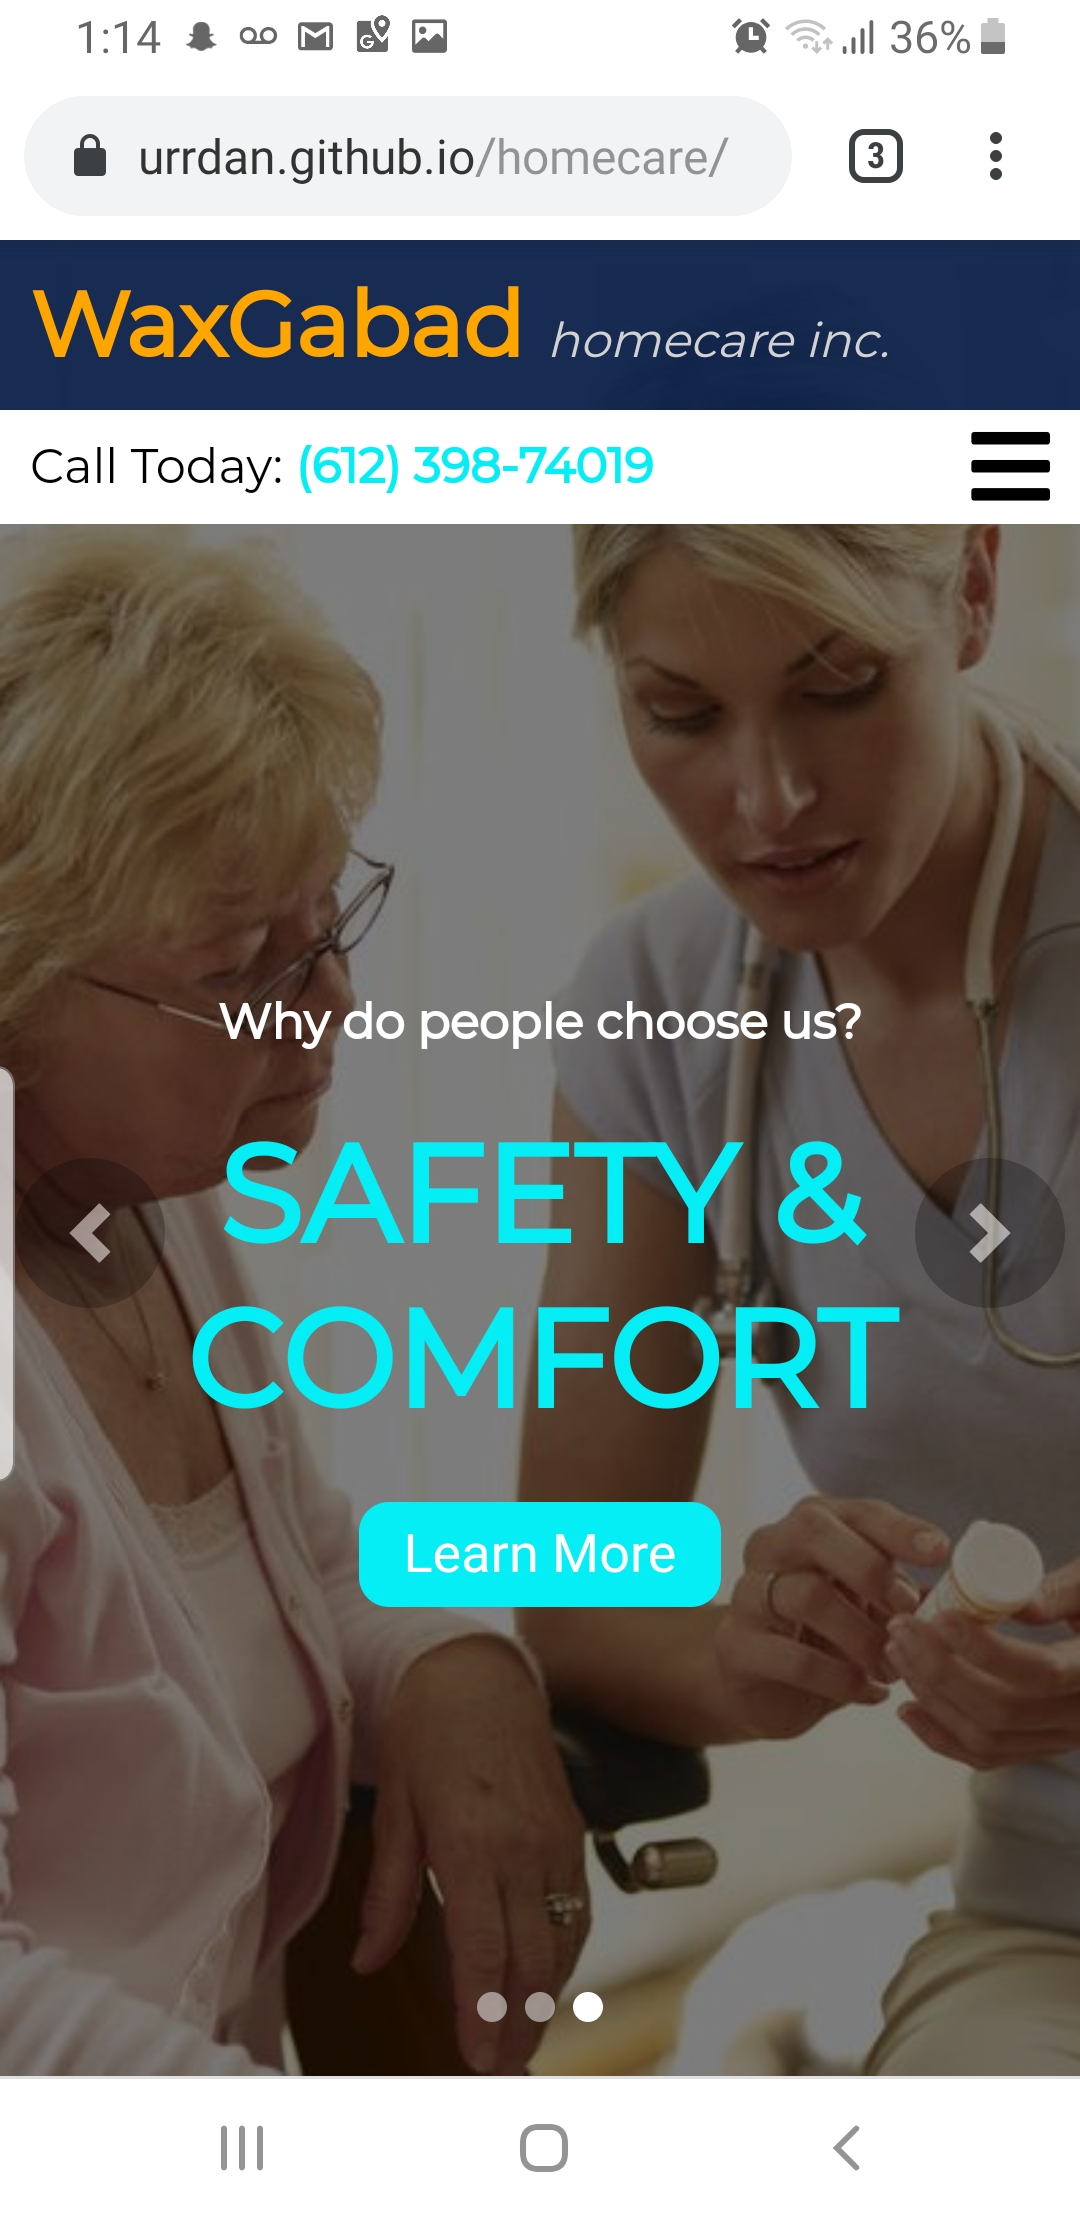 1:14
36%
urrdan.github.io/homecare/
3
WaxGabad homecare inc.
Call Today: (612) 398-74019
Why do people choose us?
SAFETY &
COMFORT
Learn More